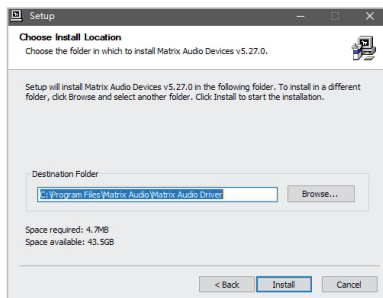 Setup
Choose Install Location
Choose the folder in which to install Matrix Audio Devices v5.27.0.
Setup will install Matrix Audio Devices v5.27.0 in the following folder. To install in a different
folder, click Browse and select another folder. Click Install to start the installation.
Destination Folder
C:\Program Files\Matrix Audio\Matrix Audio Driver
Browse...
Space required: 4.7MB
Space available: 43.5GB
< Back
Install
Cancel